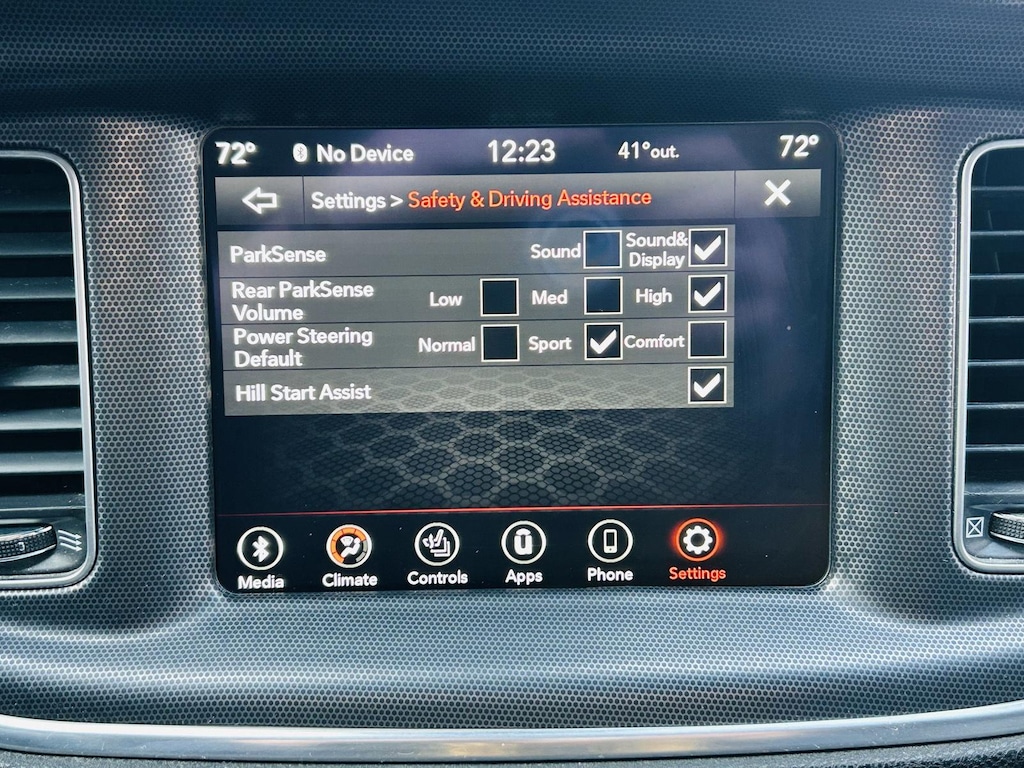 72° No Device 12:23 41°out. 72°
Settings > Safety & Driving Assistance
ParkSense Sound Sound&
Display
Rear ParkSense
Volume Low Med High
Power Steering
Default Normal Sport Comfort
Hill Start Assist
Media Climate Controls Apps Phone Settings